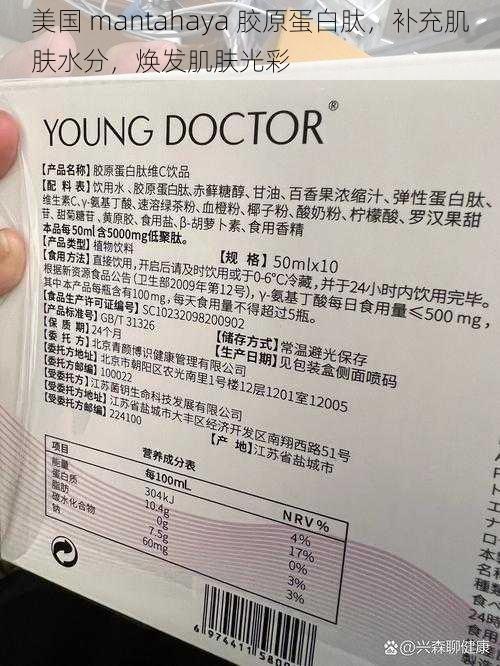 美国 mantahaya 胶原蛋白肽，补充肌
肤水分，焕发肌肤光彩
YOUNG DOCTOR®
【产品名称】胶原蛋白肽维C饮品
【配 料 表】饮用水、胶原蛋白肽、赤藓糖醇、甘油、百香果浓缩汁、弹性蛋白肽、
维生素C、γ-氨基丁酸、速溶绿茶粉、血橙粉、椰子粉、酸奶粉、柠檬酸、罗汉果甜
苷、甜菊糖苷、黄原胶、食用盐、β-胡萝卜素、食用香精
本品每50ml含5000mg低聚肽。
【产品类型】植物饮料 【规 格】50ml×10
【食用方法】直接饮用，开启后请及时饮用或于0-6℃冷藏，并于24小时内饮用完毕。
根据新资源食品公告（卫生部2009年第12号），γ-氨基丁酸每日食用量≤500 mg，
其中本产品每瓶含有100mg，每天食用量不得超过5瓶。
【食品生产许可证编号】SC10232098200902
【产品标准号】GB/T 31326 【储存方式】常温避光保存
【保 质 期】24个月 【生产日期】见包装盒侧面喷码
【委 托 方】北京青颜博识健康管理有限公司
【委托方地址】北京市朝阳区农光南里1号楼12层1201室12005
【委托方邮编】100022
【受委托方】江苏菌钥生命科技发展有限公司
【受委托方地址】江苏省盐城市大丰区经济开发区南翔西路51号
【受委托方邮编】224100 【产 地】江苏省盐城市
营养成分表
项目 每100mL NRV%
能量 304kJ 4%
蛋白质 10.4g 17%
脂肪 0g 0%
碳水化合物 7.5g 3%
钠 60mg 3%
6 974411 580
@兴森聊健康